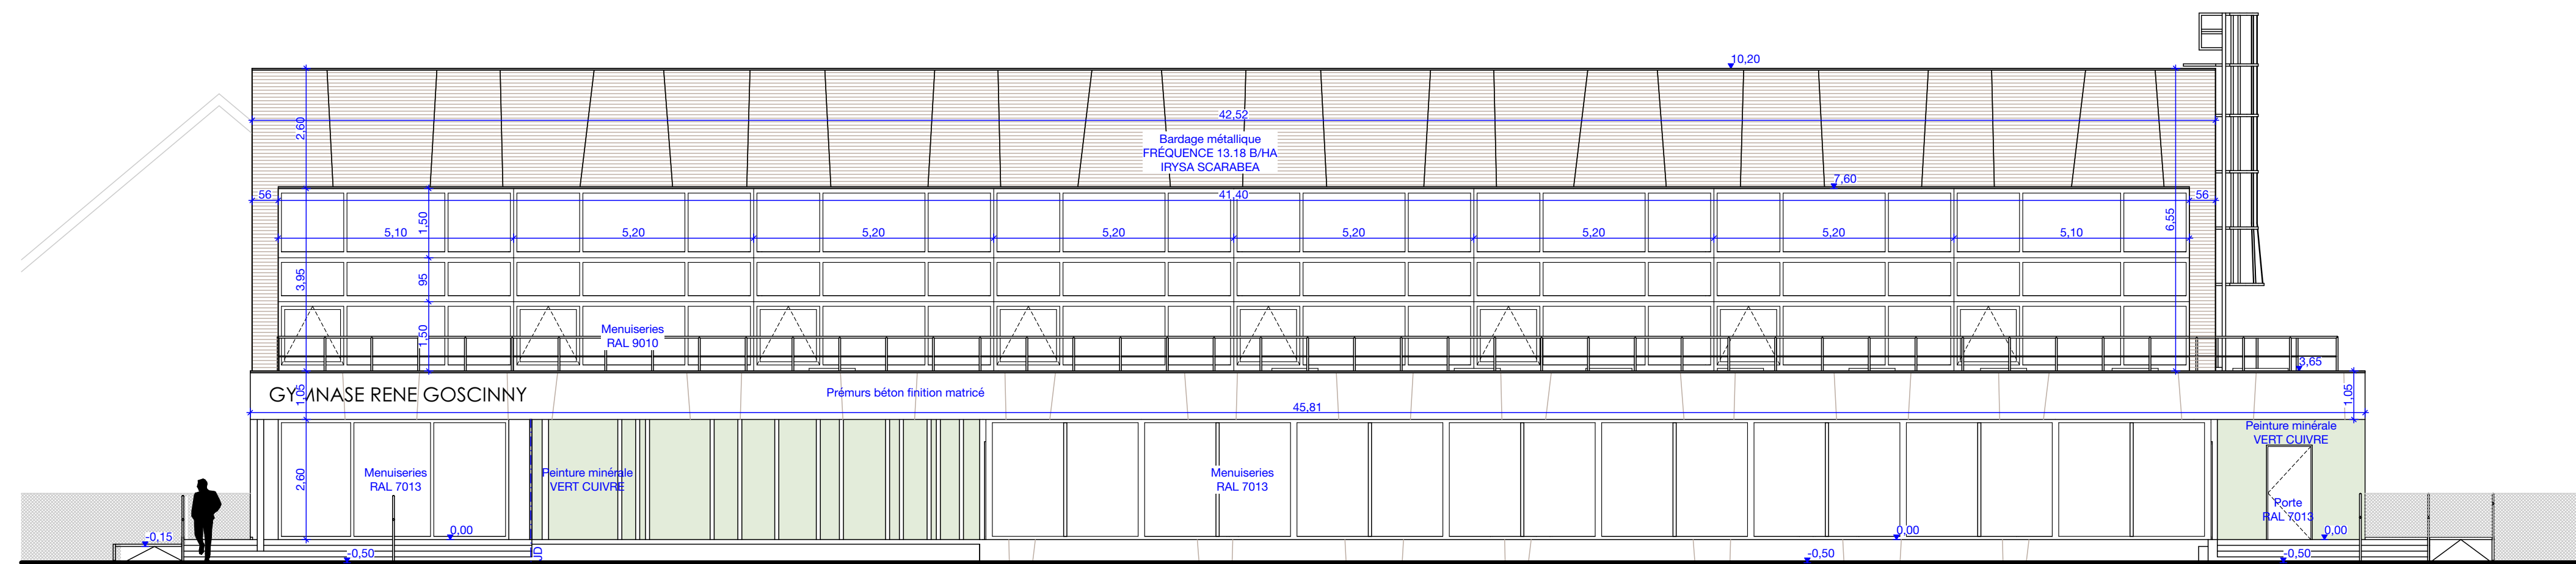 10,20
42,52
2,60
Bardage métallique
FRÉQUENCE 13.18 B/HA
IRYSA SCARABEA
7,60
56
41,40
56
1,50
6,55
5,10
5,20
5,20
5,20
5,20
5,20
5,20
5,10
3,95
95
1,50
Menuiseries
RAL 9010
3,65
GYMNASE RENE GOSCINNY
1,05
Prémurs béton finition matricé
45,81
1,05
Peinture minérale
VERT CUIVRE
2,60
Menuiseries
RAL 7013
Peinture minérale
VERT CUIVRE
Menuiseries
RAL 7013
Porte
RAL 7013
-0,15
0,00
0,00
0,00
-0,50
JD
-0,50
-0,50